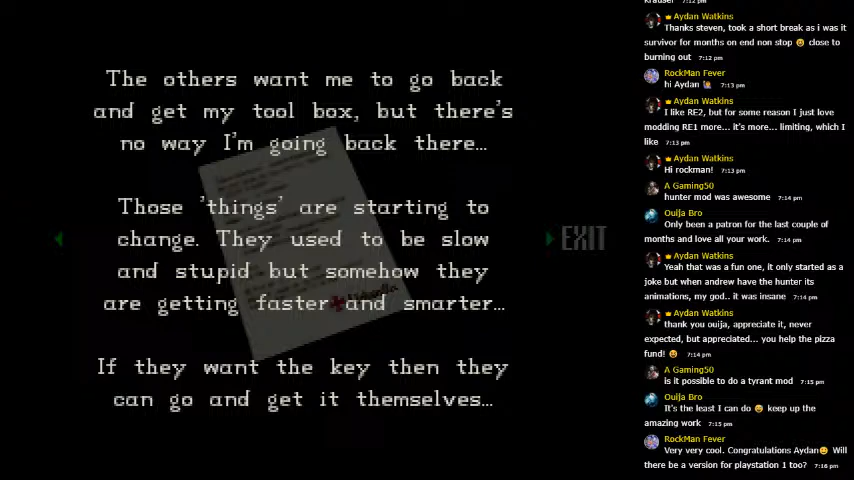 The others want me to go back
and get my tool box, but there's
no way I'm going back there...
Those 'things' are starting to
change. They used to be slow
and stupid but somehow they
are getting faster and smarter...
If they want the key then they
can go and get it themselves...
EXIT
Umbrella
7:12 pm
Aydan Watkins
Thanks steven, took a short break as i was it
survivor for months on end non stop 😀 close to
burning out 7:12 pm
RockMan Fever
hi Aydan 🙋 7:13 pm
Aydan Watkins
I like RE2, but for some reason I just love
modding RE1 more... it's more... limiting, which I
like 7:13 pm
Aydan Watkins
Hi rockman! 7:13 pm
A Gaming50
hunter mod was awesome 7:14 pm
Ouija Bro
Only been a patron for the last couple of
months and love all your work. 7:14 pm
Aydan Watkins
Yeah that was a fun one, it only started as a
joke but when andrew have the hunter its
animations, my god.. it was insane 7:14 pm
Aydan Watkins
thank you ouija, appreciate it, never
expected, but appreciated... you help the pizza
fund! 😀 7:14 pm
A Gaming50
is it possible to do a tyrant mod 7:15 pm
Ouija Bro
It's the least I can do 😀 keep up the
amazing work 7:15 pm
RockMan Fever
Very very cool. Congratulations Aydan😀 Will
there be a version for playstation 1 too? 7:16 pm